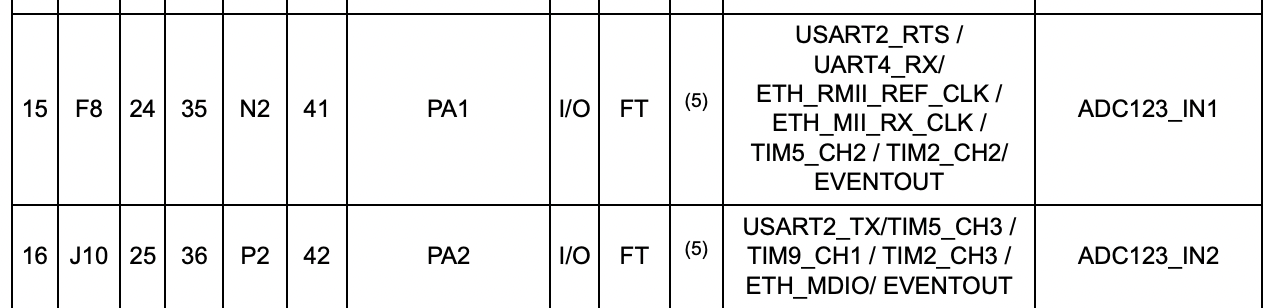 15 F8 24 35 N2 41 PA1 I/O FT (5) USART2_RTS /
UART4_RX/
ETH_RMII_REF_CLK /
ETH_MII_RX_CLK /
TIM5_CH2 / TIM2_CH2/
EVENTOUT
ADC123_IN1
16 J10 25 36 P2 42 PA2 I/O FT (5) USART2_TX/TIM5_CH3 /
TIM9_CH1 / TIM2_CH3 /
ETH_MDIO/ EVENTOUT
ADC123_IN2